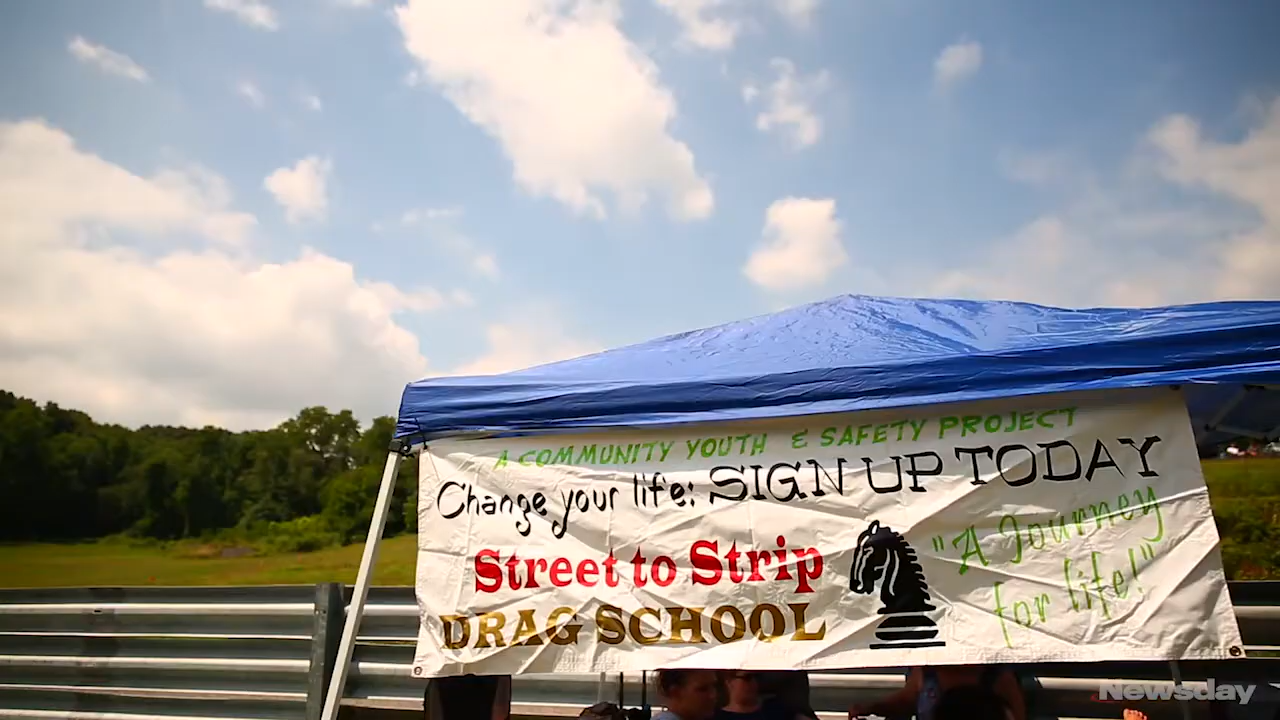 A COMMUNITY YOUTH & SAFETY PROJECT
Change your life: SIGN UP TODAY
Street to Strip
DRAG SCHOOL
"A Journey
for life!"
Newsday